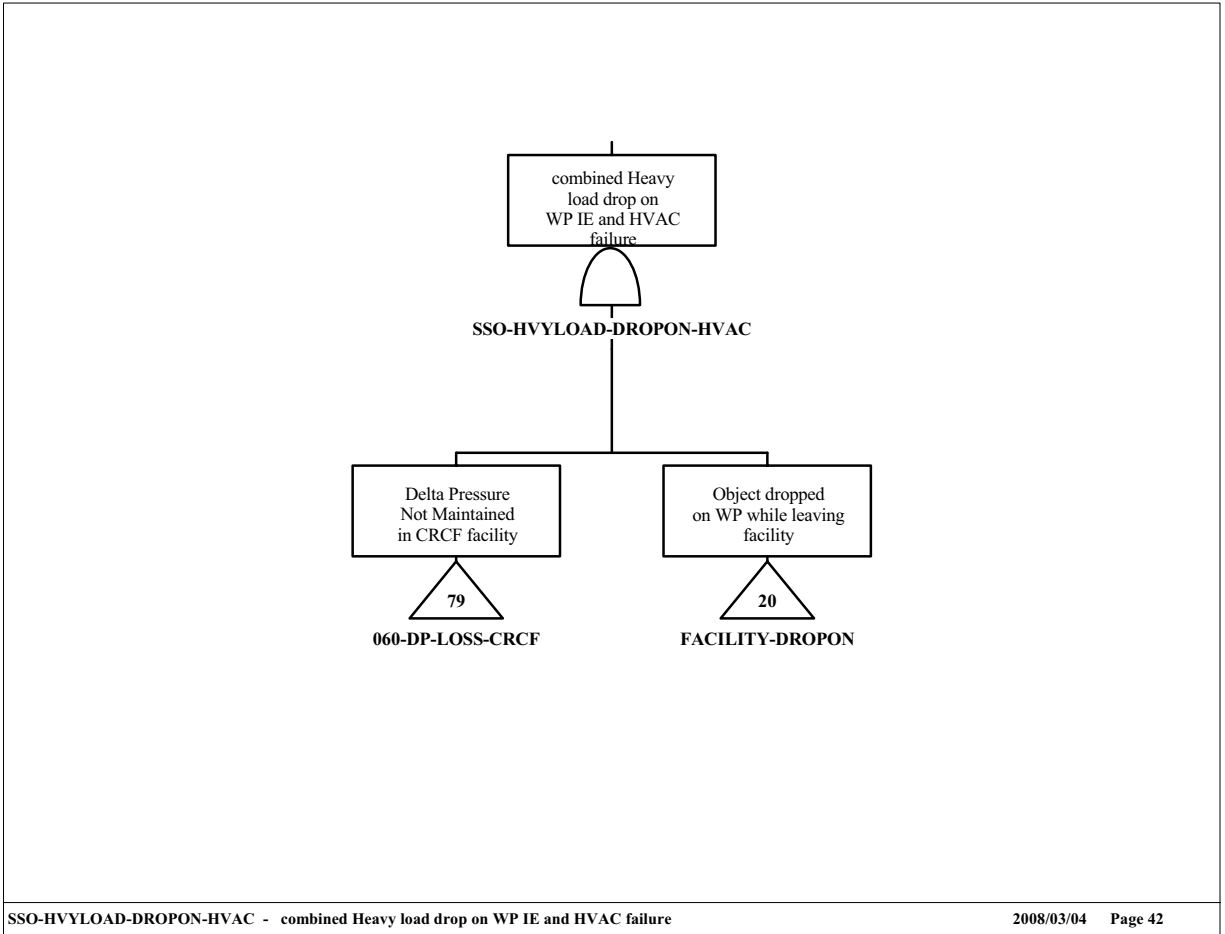 combined Heavy
load drop on
WP IE and HVAC
failure
SSO-HVYLOAD-DROPON-HVAC
Delta Pressure
Not Maintained
in CRCF facility
79
060-DP-LOSS-CRCF
Object dropped
on WP while leaving
facility
20
FACILITY-DROPON
SSO-HVYLOAD-DROPON-HVAC - combined Heavy load drop on WP IE and HVAC failure 2008/03/04 Page 42